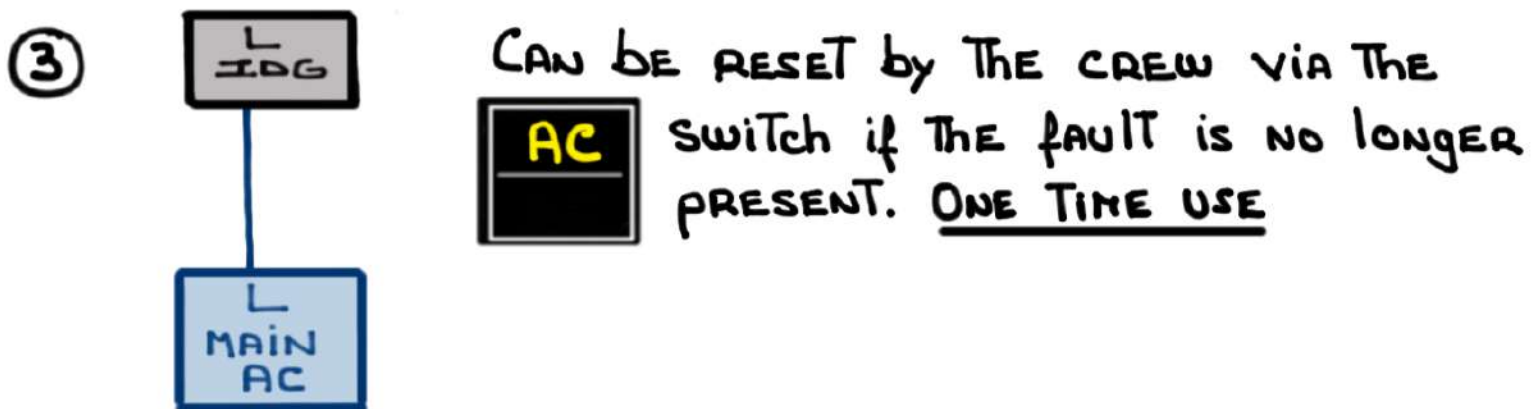 3
L
IDG
CAN bE RESET by ThE CREW ViA ThE
AC
switch if ThE fAulT is NO longER
PRESENT. ONE TIME USE
L
MAiN
AC